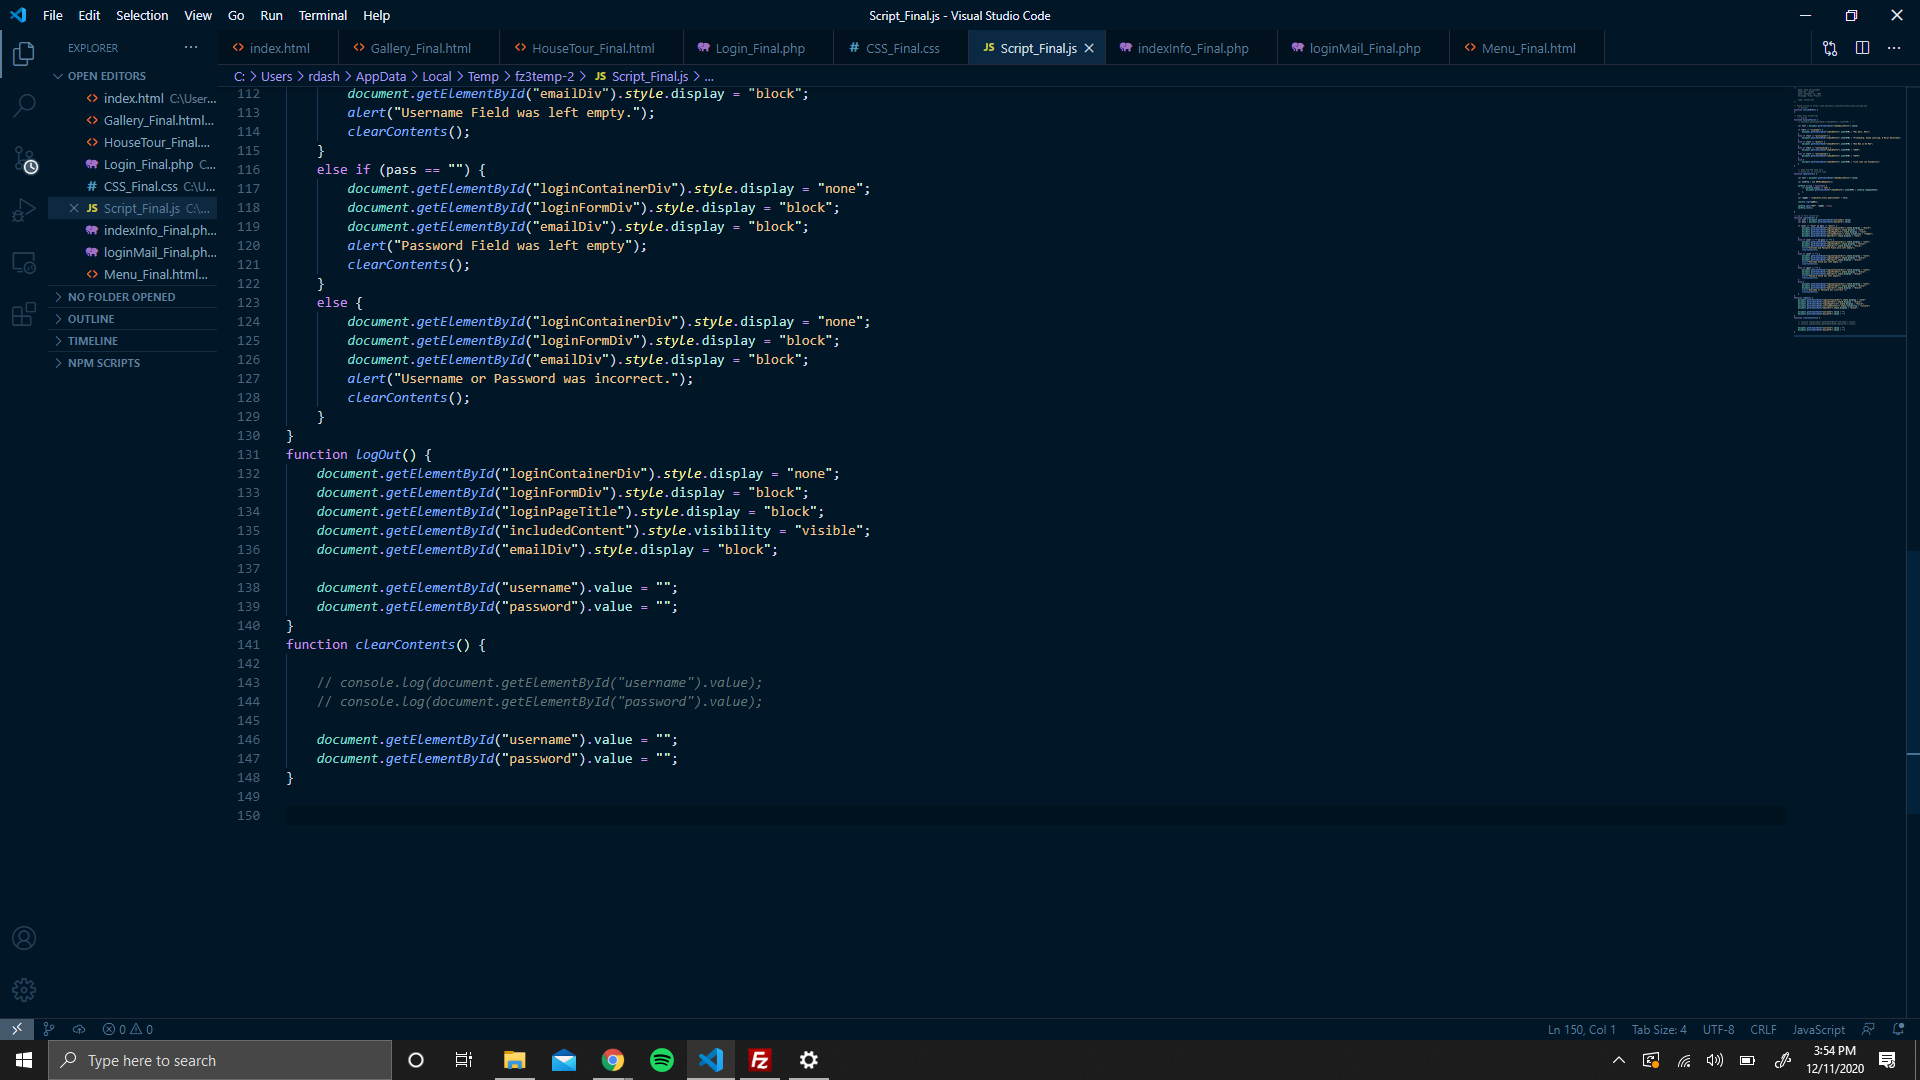 File Edit Selection View Go Run Terminal Help
Script_Final.js - Visual Studio Code
EXPLORER
index.html Gallery_Final.html HouseTour_Final.html Login_Final.php # CSS_Final.css JS Script_Final.js indexInfo_Final.php loginMail_Final.php Menu_Final.html
OPEN EDITORS
index.html C:\User...
Gallery_Final.html...
HouseTour_Final....
Login_Final.php C...
# CSS_Final.css C:\U...
JS Script_Final.js C:\...
indexInfo_Final.ph...
loginMail_Final.ph...
Menu_Final.html...
NO FOLDER OPENED
OUTLINE
TIMELINE
NPM SCRIPTS
C: > Users > rdash > AppData > Local > Temp > fz3temp-2 > JS Script_Final.js > ...
112 document.getElementById("emailDiv").style.display = "block";
113 alert("Username Field was left empty.");
114 clearContents();
115 }
116 else if (pass == "") {
117 document.getElementById("loginContainerDiv").style.display = "none";
118 document.getElementById("loginFormDiv").style.display = "block";
119 document.getElementById("emailDiv").style.display = "block";
120 alert("Password Field was left empty");
121 clearContents();
122 }
123 else {
124 document.getElementById("loginContainerDiv").style.display = "none";
125 document.getElementById("loginFormDiv").style.display = "block";
126 document.getElementById("emailDiv").style.display = "block";
127 alert("Username or Password was incorrect.");
128 clearContents();
129 }
130 }
131 function logOut() {
132 document.getElementById("loginContainerDiv").style.display = "none";
133 document.getElementById("loginFormDiv").style.display = "block";
134 document.getElementById("loginPageTitle").style.display = "block";
135 document.getElementById("includedContent").style.visibility = "visible";
136 document.getElementById("emailDiv").style.display = "block";
137
138 document.getElementById("username").value = "";
139 document.getElementById("password").value = "";
140 }
141 function clearContents() {
142
143 // console.log(document.getElementById("username").value);
144 // console.log(document.getElementById("password").value);
145
146 document.getElementById("username").value = "";
147 document.getElementById("password").value = "";
148 }
149
150
0 0
Ln 150, Col 1 Tab Size: 4 UTF-8 CRLF JavaScript
Type here to search
3:54 PM
12/11/2020